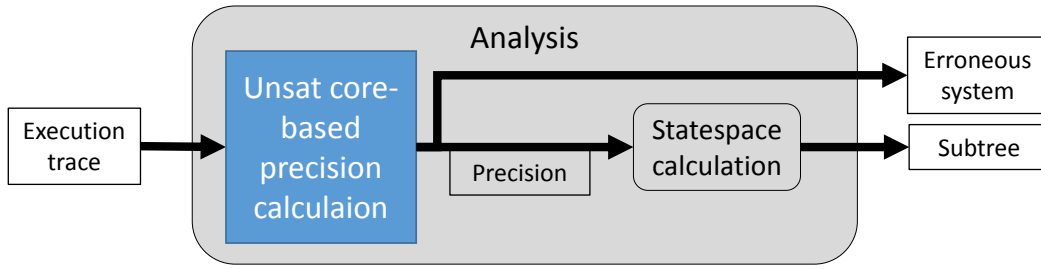 Analysis
Execution
trace
Unsat core-
based
precision
calculaion
Precision
Statespace
calculation
Erroneous
system
Subtree